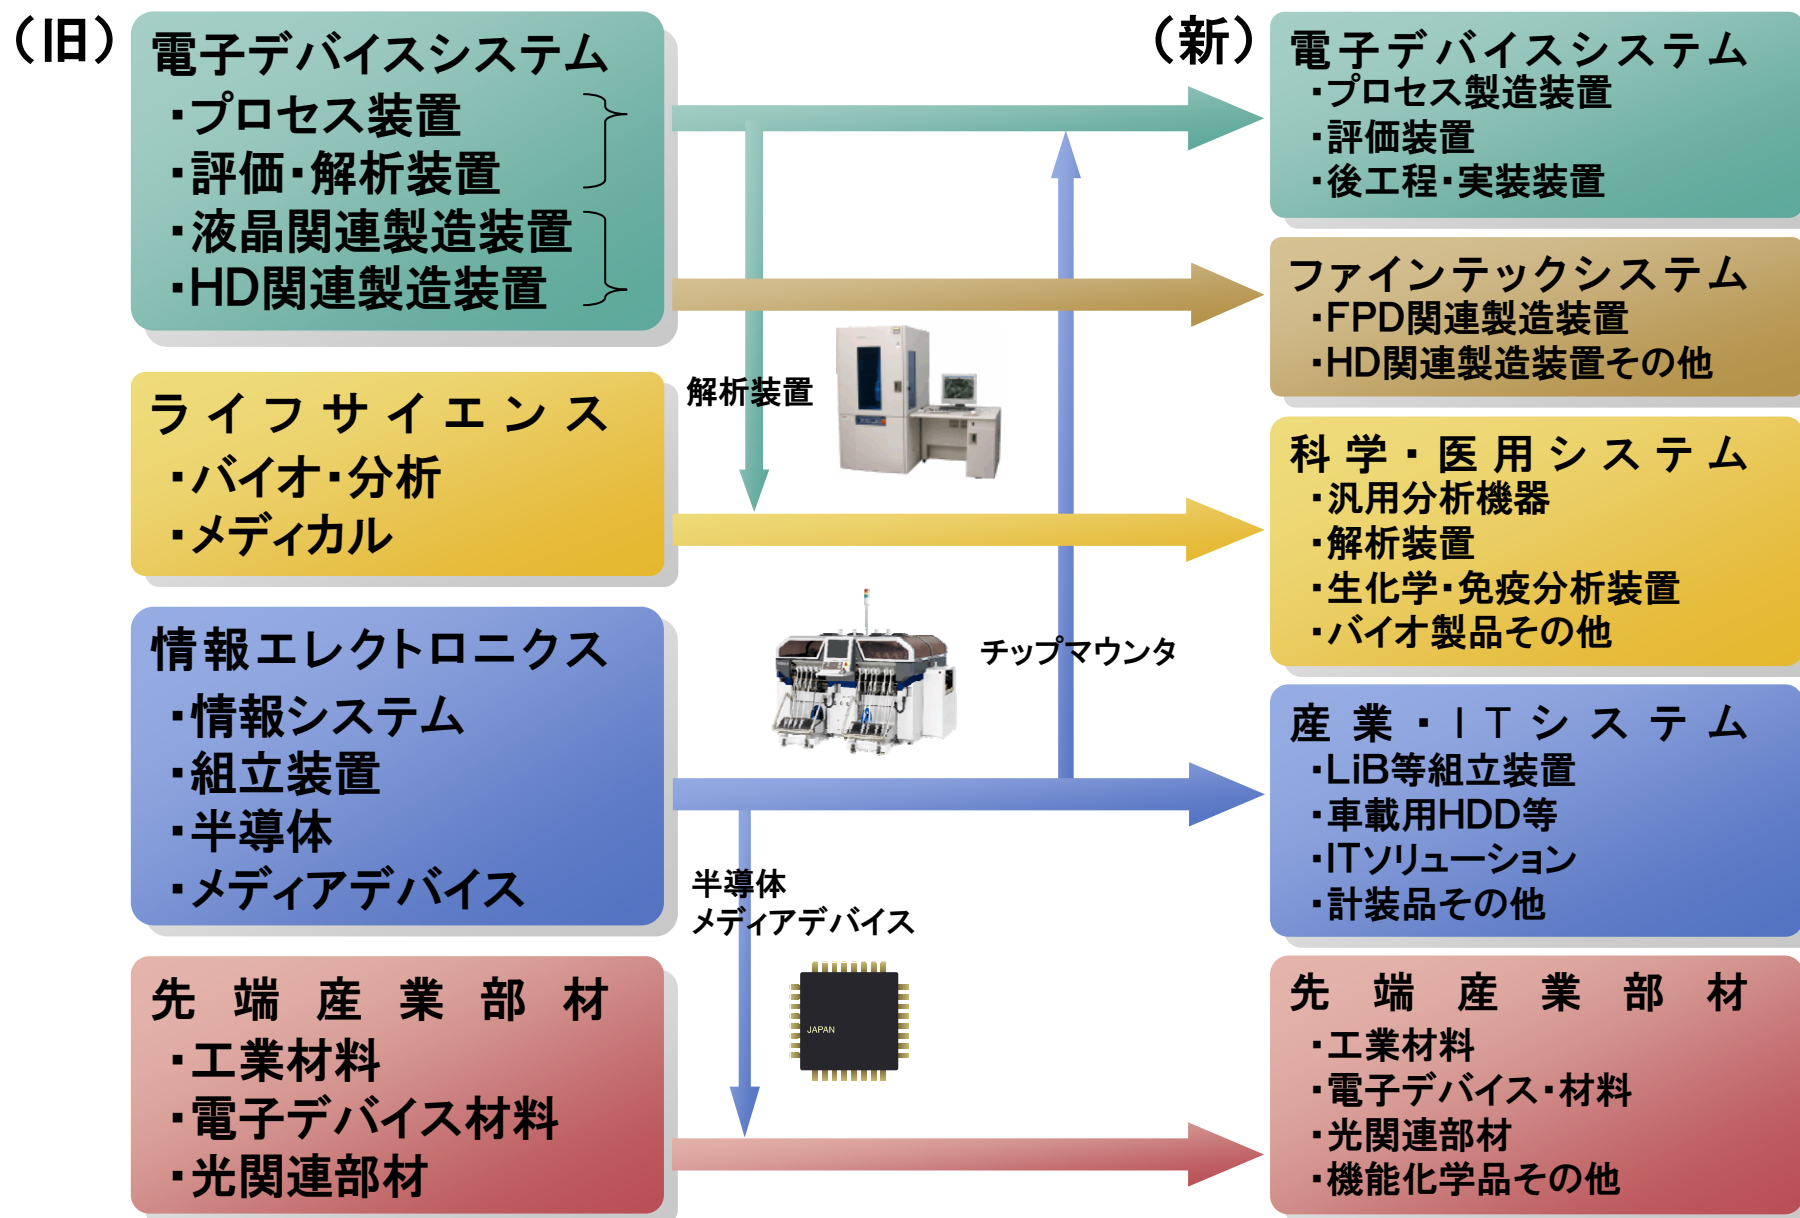 （旧）
電子デバイスシステム
・プロセス装置
・評価・解析装置
・液晶関連製造装置
・HD関連製造装置
ライフサイエンス
・バイオ・分析
・メディカル
情報エレクトロニクス
・情報システム
・組立装置
・半導体
・メディアデバイス
先端産業部材
・工業材料
・電子デバイス材料
・光関連部材
解析装置
チップマウンタ
半導体
メディアデバイス
JAPAN
（新）
電子デバイスシステム
・プロセス製造装置
・評価装置
・後工程・実装装置
ファインテックシステム
・FPD関連製造装置
・HD関連製造装置その他
科学・医用システム
・汎用分析機器
・解析装置
・生化学・免疫分析装置
・バイオ製品その他
産業・ITシステム
・LiB等組立装置
・車載用HDD等
・ITソリューション
・計装品その他
先端産業部材
・工業材料
・電子デバイス・材料
・光関連部材
・機能化学品その他